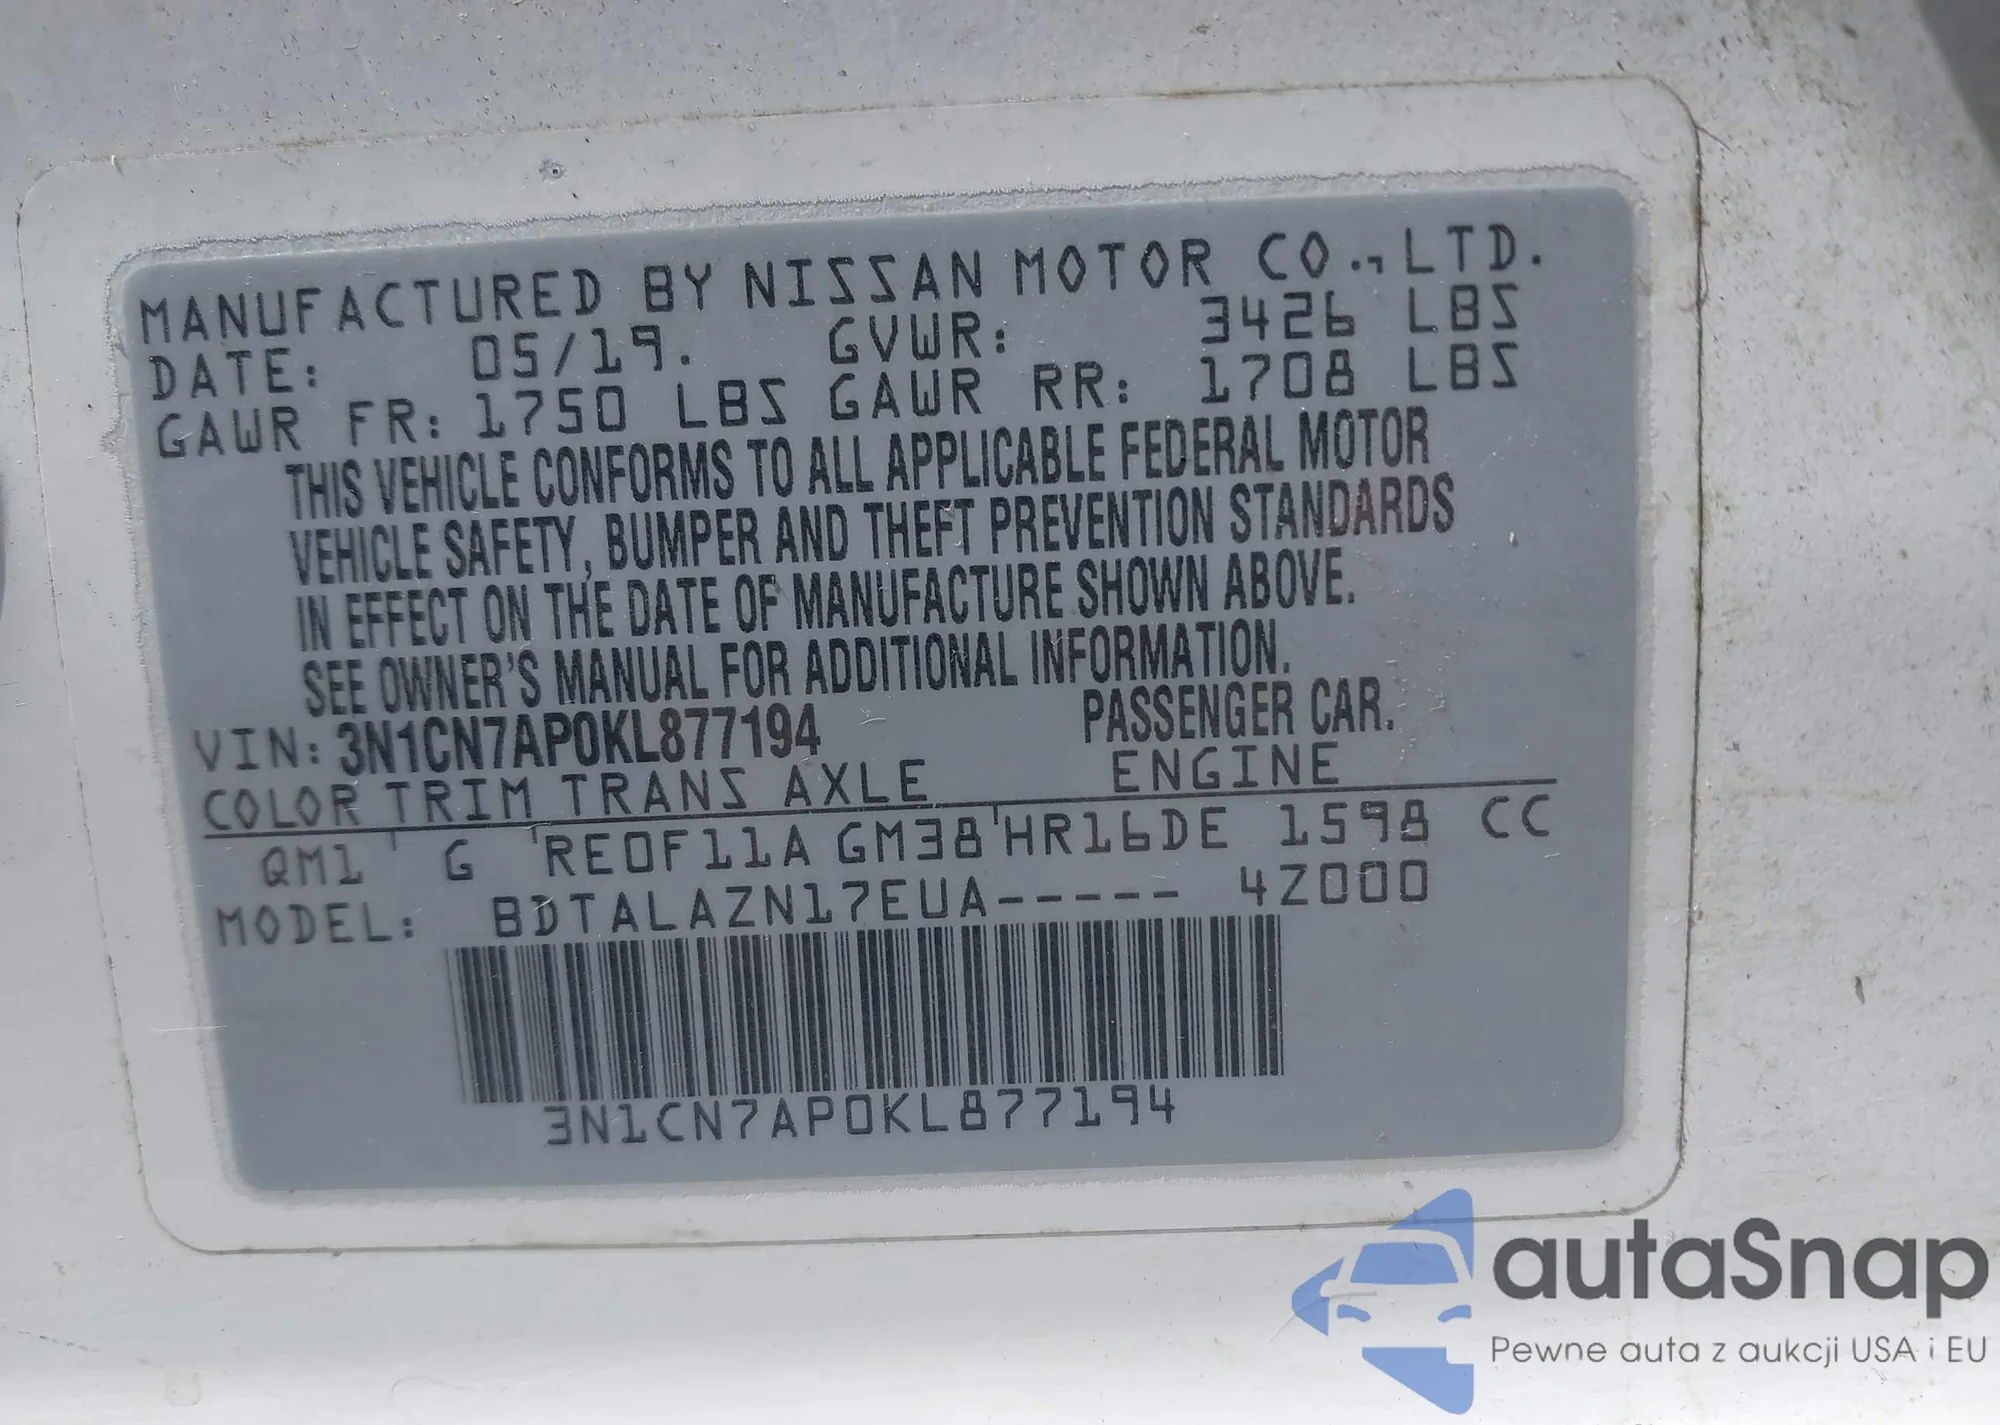 MANUFACTURED BY NISSAN MOTOR CO., LTD.
DATE: 05/19. GVWR: 3426 LBS
GAWR FR: 1750 LBS GAWR RR: 1708 LBS
THIS VEHICLE CONFORMS TO ALL APPLICABLE FEDERAL MOTOR
VEHICLE SAFETY, BUMPER AND THEFT PREVENTION STANDARDS
IN EFFECT ON THE DATE OF MANUFACTURE SHOWN ABOVE.
SEE OWNER'S MANUAL FOR ADDITIONAL INFORMATION.
VIN: 3N1CN7AP0KL877194 PASSENGER CAR.
COLOR TRIM TRANS AXLE ENGINE
QM1 G RE0F11A GM38 HR16DE 1598 CC
MODEL: BDTALAZN17EUA----- 4Z000
3N1CN7AP0KL877194
autaSnap
Pewne auta z aukcji USA i EU